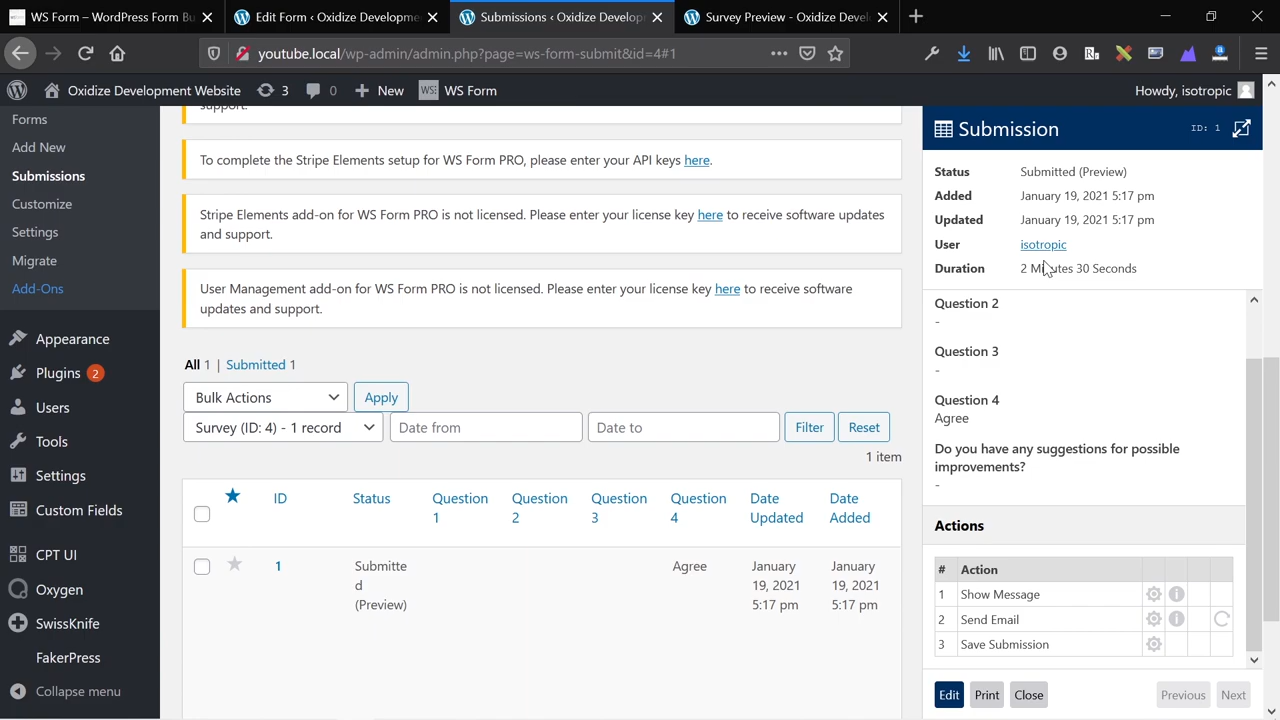 WS Form – WordPress Form Bu
Edit Form ‹ Oxidize Developme
Submissions ‹ Oxidize Develop
Survey Preview - Oxidize Devel
youtube.local/wp-admin/admin.php?page=ws-form-submit&id=4#1
Oxidize Development Website 3 0 New WS Form
Howdy, isotropic
Forms
Add New
Submissions
Customize
Settings
Migrate
Add-Ons
Appearance
Plugins 2
Users
Tools
Settings
Custom Fields
CPT UI
Oxygen
SwissKnife
FakerPress
Collapse menu
support.
To complete the Stripe Elements setup for WS Form PRO, please enter your API keys here.
Stripe Elements add-on for WS Form PRO is not licensed. Please enter your license key here to receive software updates
and support.
User Management add-on for WS Form PRO is not licensed. Please enter your license key here to receive software
updates and support.
All 1 | Submitted 1
Bulk Actions Apply
Survey (ID: 4) - 1 record Date from Date to Filter Reset
1 item
ID Status Question 1 Question 2 Question 3 Question 4 Date Updated Date Added
1 Submitte d (Preview) Agree January 19, 2021 5:17 pm January 19, 2021 5:17 pm
Submission ID: 1
Status Submitted (Preview)
Added January 19, 2021 5:17 pm
Updated January 19, 2021 5:17 pm
User isotropic
Duration 2 Minutes 30 Seconds
Question 2
-
Question 3
-
Question 4
Agree
Do you have any suggestions for possible
improvements?
-
Actions
# Action
1 Show Message
2 Send Email
3 Save Submission
Edit Print Close Previous Next